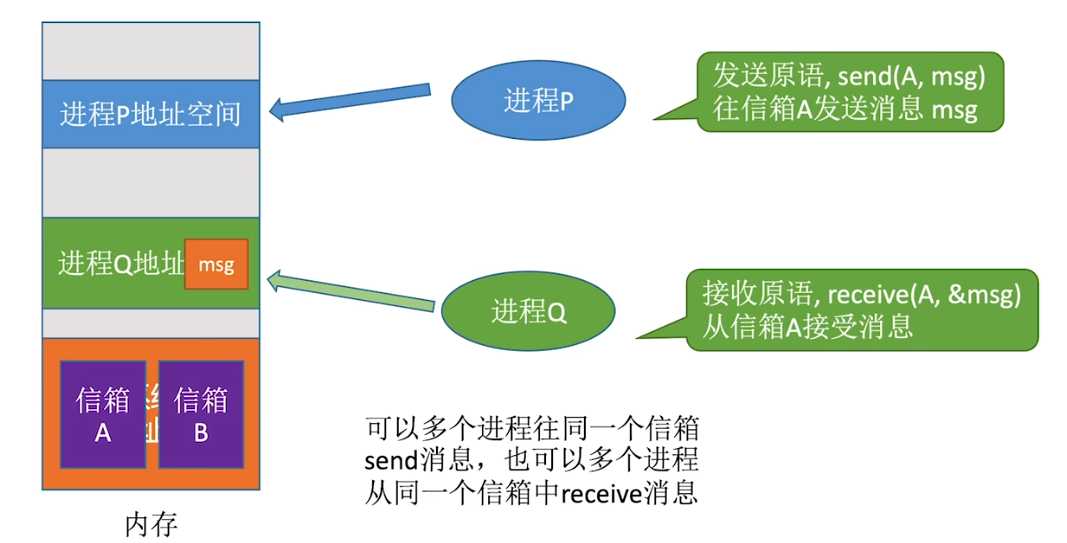 进程P地址空间
进程P
发送原语, send(A, msg)
往信箱A发送消息 msg
进程Q地址
msg
进程Q
接收原语, receive(A, &msg)
从信箱A接受消息
信箱
A
信箱
B
可以多个进程往同一个信箱
send消息，也可以多个进程
从同一个信箱中receive消息
内存